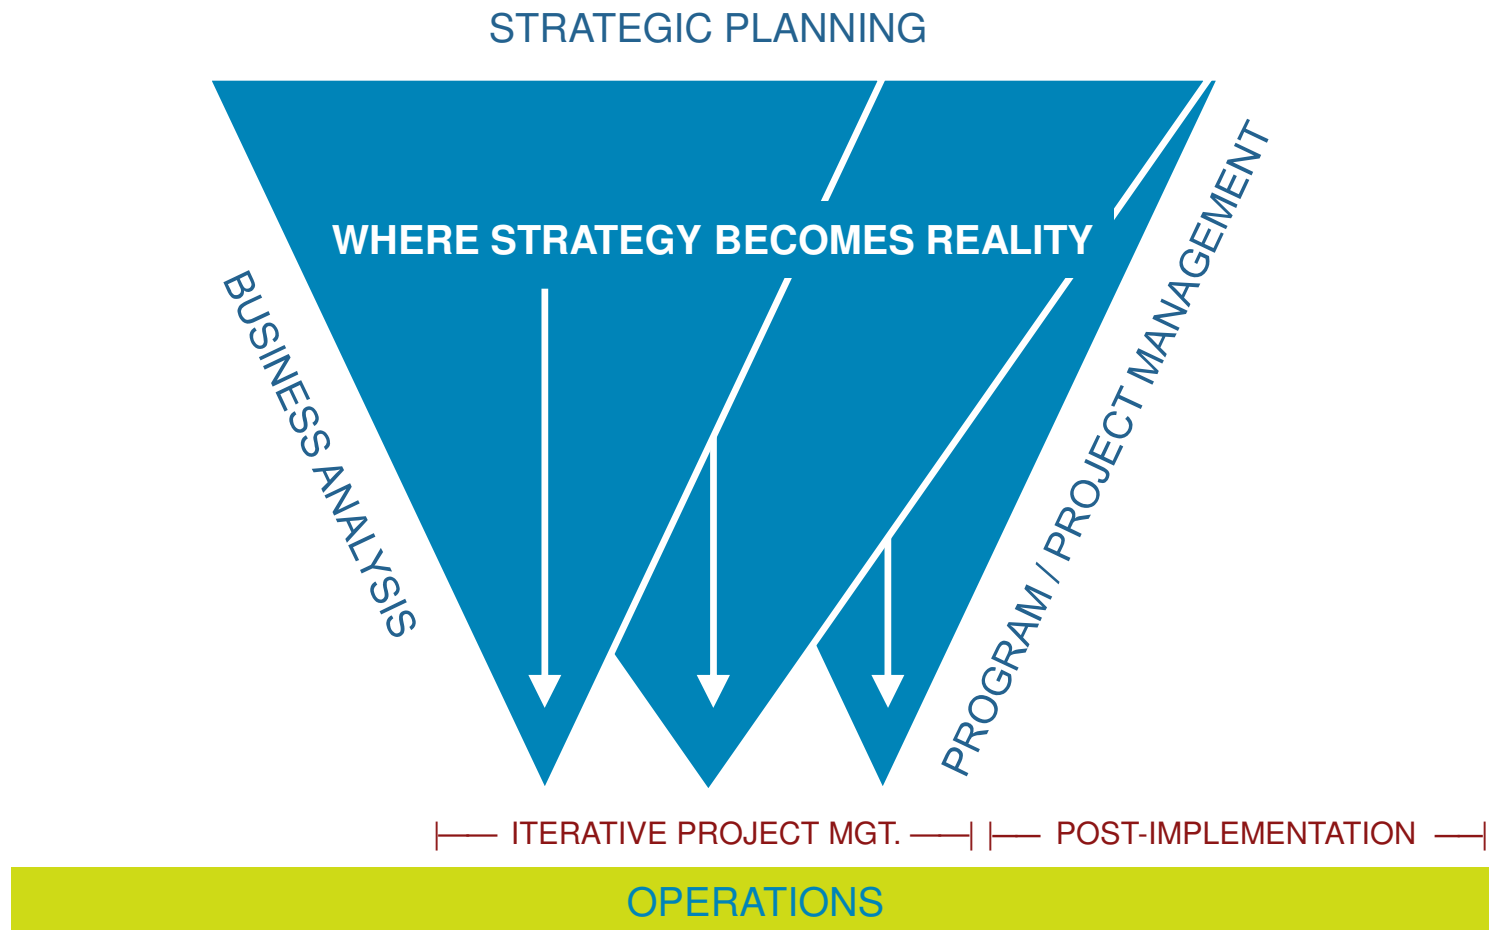 STRATEGIC PLANNING
WHERE STRATEGY BECOMES REALITY
BUSINESS ANALYSIS
PROGRAM / PROJECT MANAGEMENT
ITERATIVE PROJECT MGT.
POST-IMPLEMENTATION
OPERATIONS